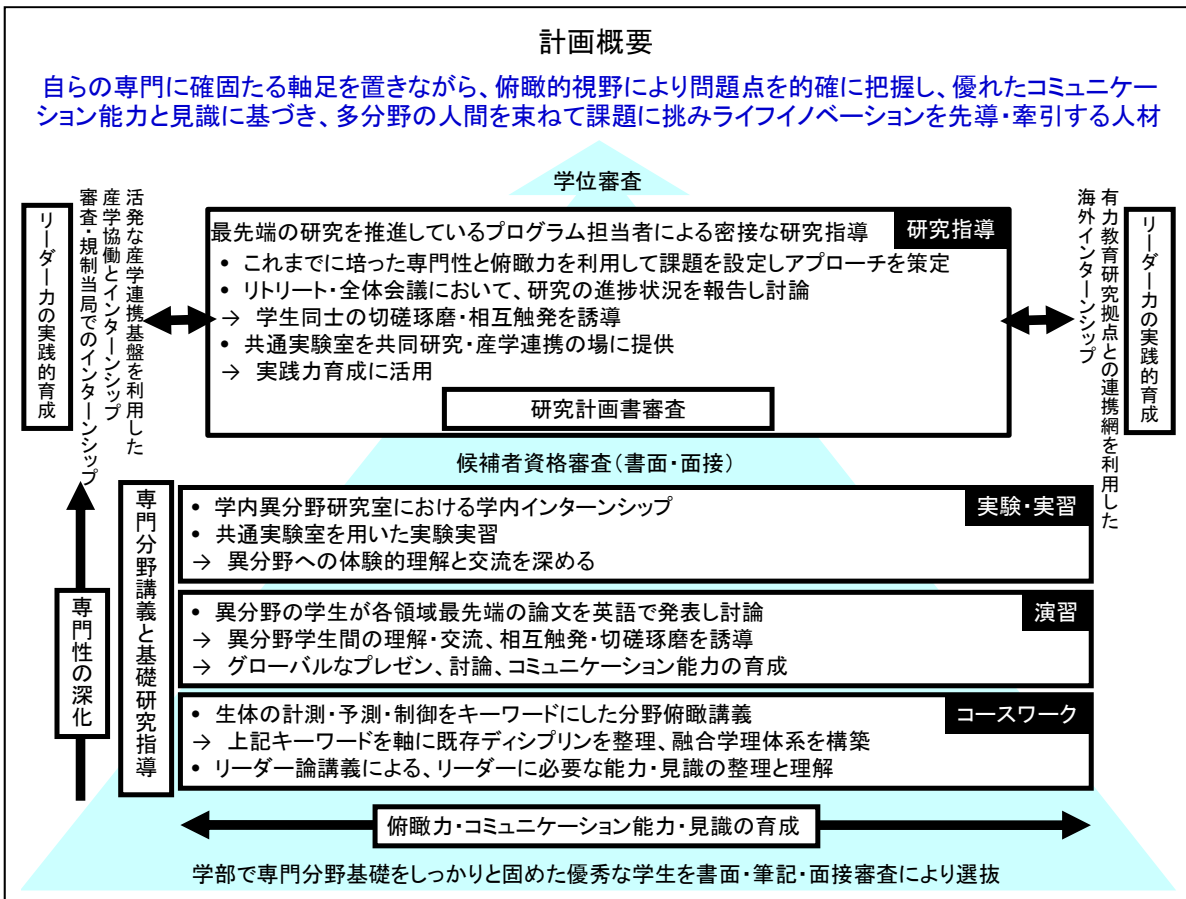 計画概要
自らの専門に確固たる軸足を置きながら、俯瞰的視野により問題点を的確に把握し、優れたコミュニケー
ション能力と見識に基づき、多分野の人間を束ねて課題に挑みライフイノベーションを先導・牽引する人材
学位審査
リーダー力の実践的育成
活発な産学連携基盤を利用した
産学協働とインターンシップ
審査・規制当局でのインターンシップ
研究指導
最先端の研究を推進しているプログラム担当者による密接な研究指導
• これまでに培った専門性と俯瞰力を利用して課題を設定しアプローチを策定
• リトリート・全体会議において、研究の進捗状況を報告し討論
→ 学生同士の切磋琢磨・相互触発を誘導
• 共通実験室を共同研究・産学連携の場に提供
→ 実践力育成に活用
研究計画書審査
有力教育研究拠点との連携網を利用した
海外インターンシップ
リーダー力の実践的育成
候補者資格審査(書面・面接)
専門性の深化
専門分野講義と基礎研究指導
実験・実習
• 学内異分野研究室における学内インターンシップ
• 共通実験室を用いた実験実習
→ 異分野への体験的理解と交流を深める
演習
• 異分野の学生が各領域最先端の論文を英語で発表し討論
→ 異分野学生間の理解・交流、相互触発・切磋琢磨を誘導
→ グローバルなプレゼン、討論、コミュニケーション能力の育成
コースワーク
• 生体の計測・予測・制御をキーワードにした分野俯瞰講義
→ 上記キーワードを軸に既存ディシプリンを整理、融合学理体系を構築
• リーダー論講義による、リーダーに必要な能力・見識の整理と理解
俯瞰力・コミュニケーション能力・見識の育成
学部で専門分野基礎をしっかりと固めた優秀な学生を書面・筆記・面接審査により選抜